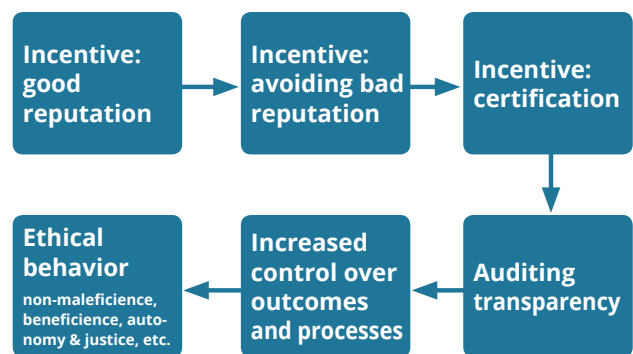 Incentive:
good
reputation
Incentive:
avoiding bad
reputation
Incentive:
certification
Auditing
transparency
Increased
control over
outcomes
and processes
Ethical
behavior
non-maleficience,
beneficience, auto-
nomy & justice, etc.